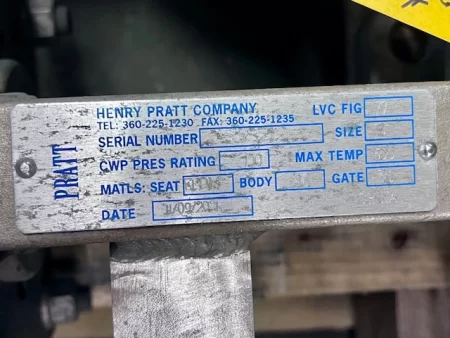 PRATT
HENRY PRATT COMPANY LVC FIG
TEL: 360-225-1230 FAX: 360-225-1235
SERIAL NUMBER SIZE
CWP PRES RATING 100 MAX TEMP
MATLS: SEAT BODY GATE
DATE